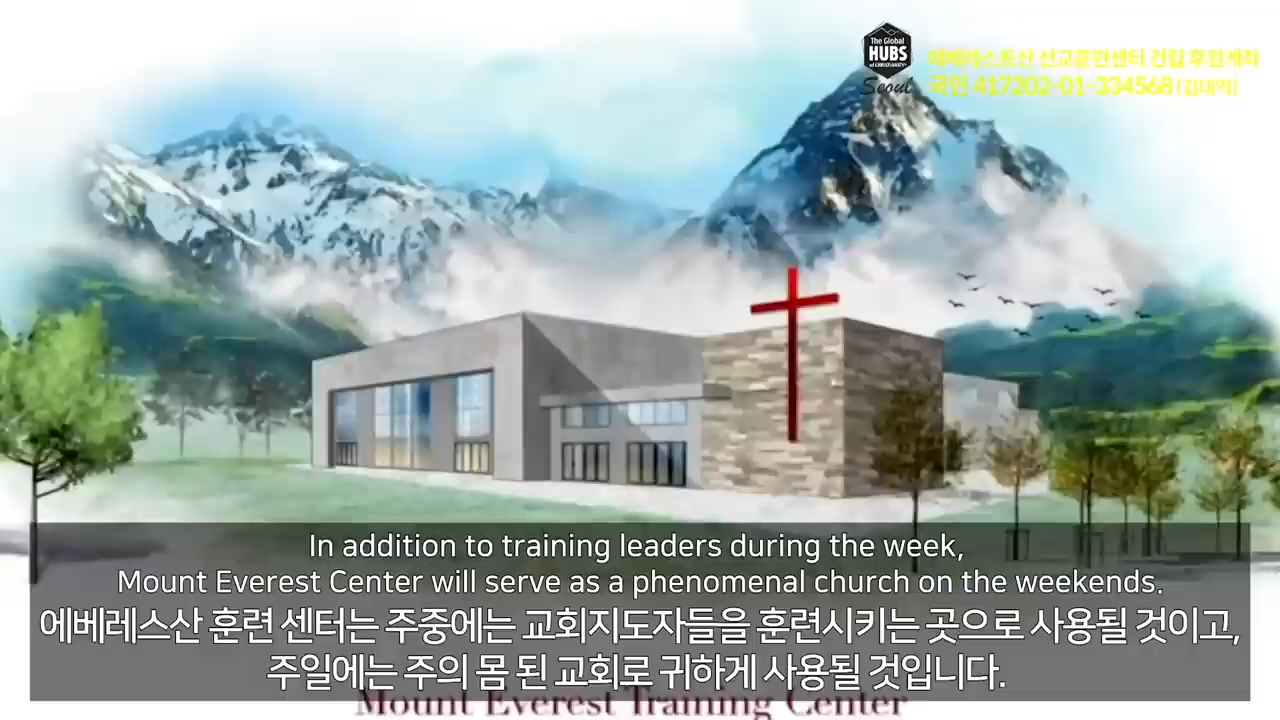 The Global
HUBS
of CHRISTIANITY
Seoul
에베레스트산 선교훈련센터 건립 후원계좌
국민 417202-01-334568 (김대억)
In addition to training leaders during the week,
Mount Everest Center will serve as a phenomenal church on the weekends.
에베레스산 훈련 센터는 주중에는 교회지도자들을 훈련시키는 곳으로 사용될 것이고,
주일에는 주의 몸 된 교회로 귀하게 사용될 것입니다.
Mount Everest Training Center